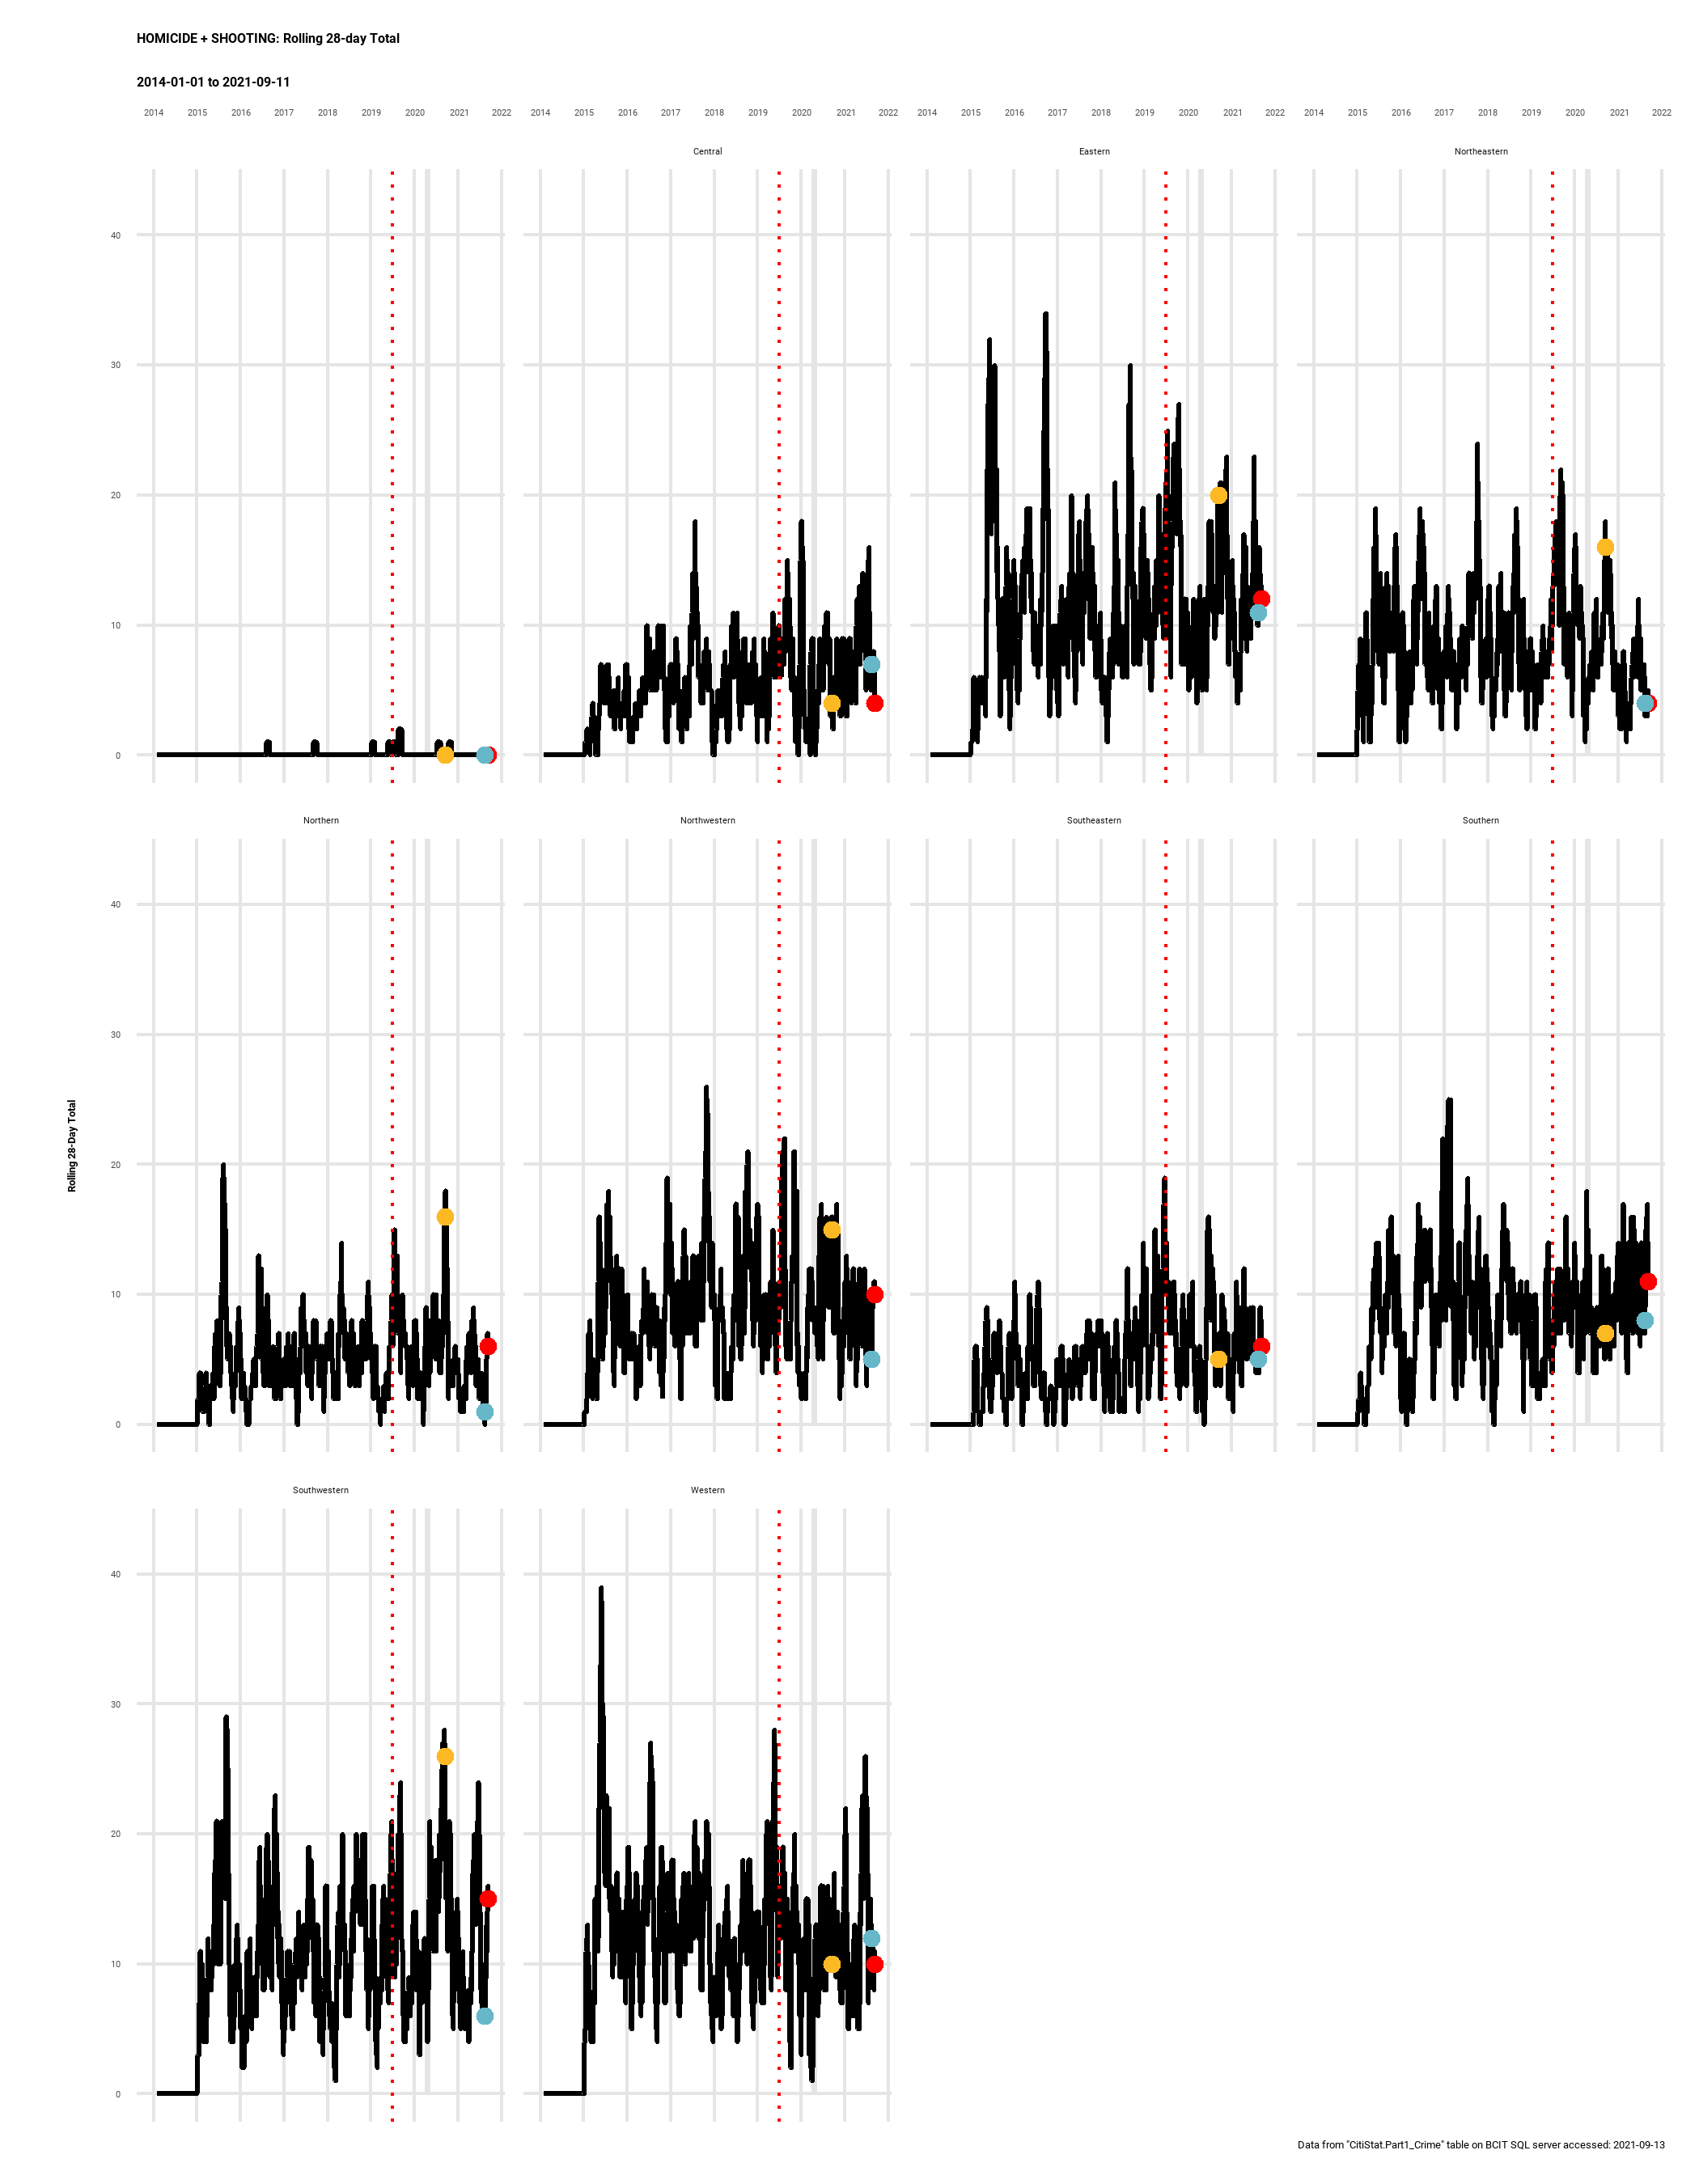 HOMICIDE + SHOOTING: Rolling 28-day Total
2014-01-01 to 2021-09-11
2014 2015 2016 2017 2018 2019 2020 2021 2022 2014 2015 2016 2017 2018 2019 2020 2021 2022 2014 2015 2016 2017 2018 2019 2020 2021 2022 2014 2015 2016 2017 2018 2019 2020 2021 2022
Central Eastern Northeastern
40
30
20
10
0
Northern Northwestern Southeastern Southern
40
30
20
10
0
Rolling 28-Day Total
Southwestern Western
40
30
20
10
0
Data from "CitiStat.Part1_Crime" table on BCIT SQL server accessed: 2021-09-13